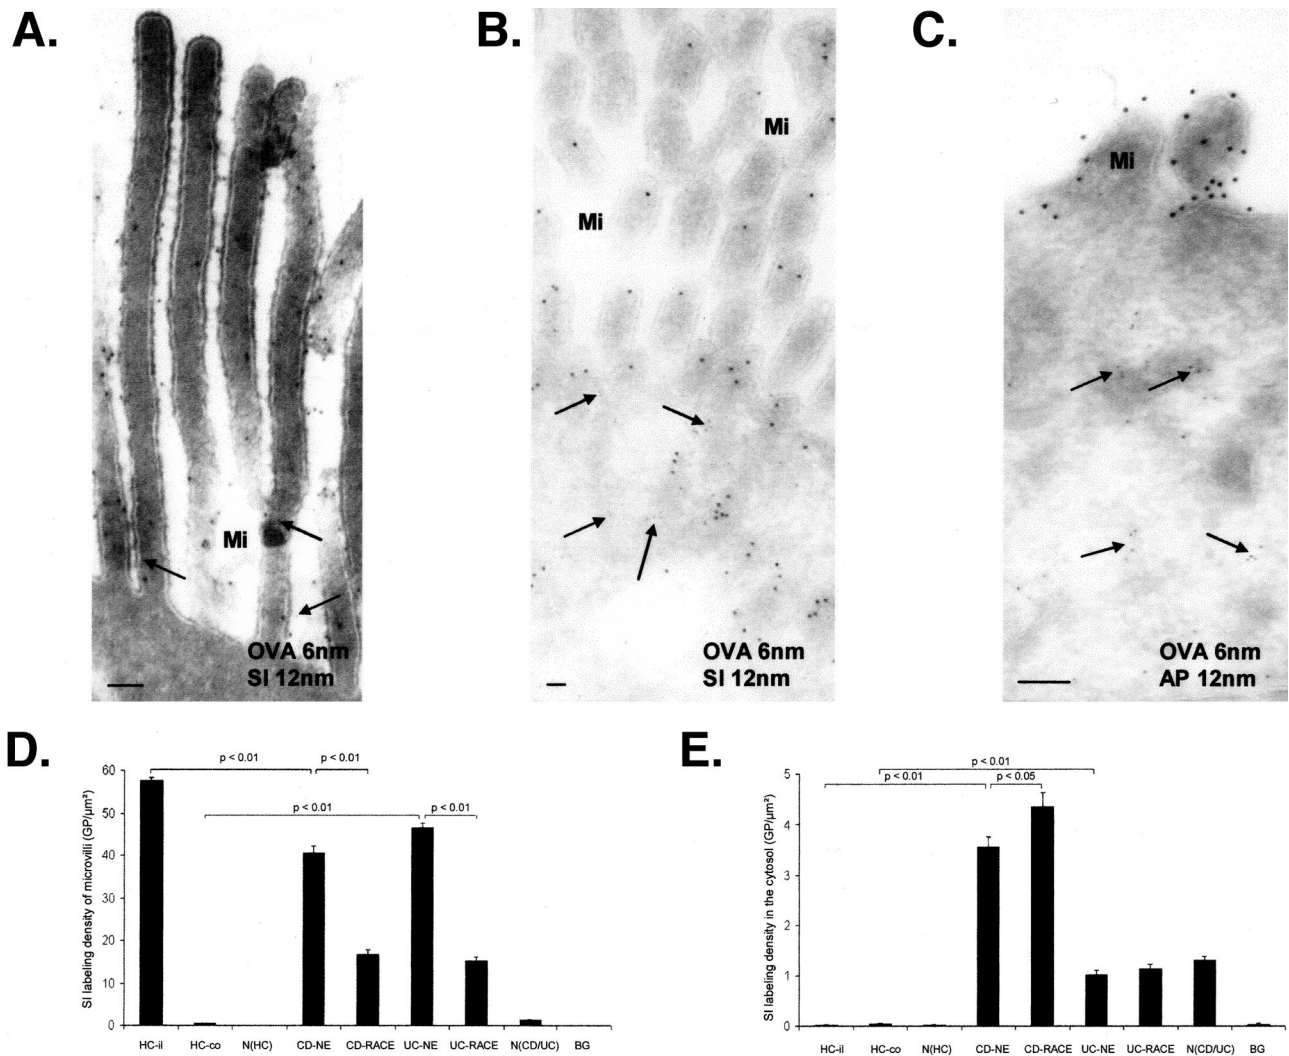 A.
B.
C.
Mi
OVA 6nm
SI 12nm
Mi
Mi
OVA 6nm
SI 12nm
Mi
OVA 6nm
AP 12nm
D.
SI labeling density of microvilli (GP/µm²)
60
50
40
30
20
10
0
p < 0.01
p < 0.01
p < 0.01
p < 0.01
HC-il HC-co N(HC) CD-NE CD-RACE UC-NE UC-RACE N(CD/UC) BG
E.
SI labeling density in the cytosol (GP/µm²)
5
4
3
2
1
0
p < 0.01
p < 0.01
p < 0.05
HC-il HC-co N(HC) CD-NE CD-RACE UC-NE UC-RACE N(CD/UC) BG